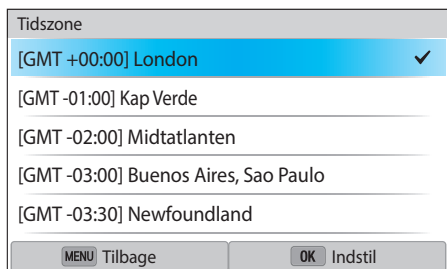 Tidszone
[GMT +00:00] London
[GMT -01:00] Kap Verde
[GMT -02:00] Midtatlanten
[GMT -03:00] Buenos Aires, Sao Paulo
[GMT -03:30] Newfoundland
MENU Tilbage OK Indstil